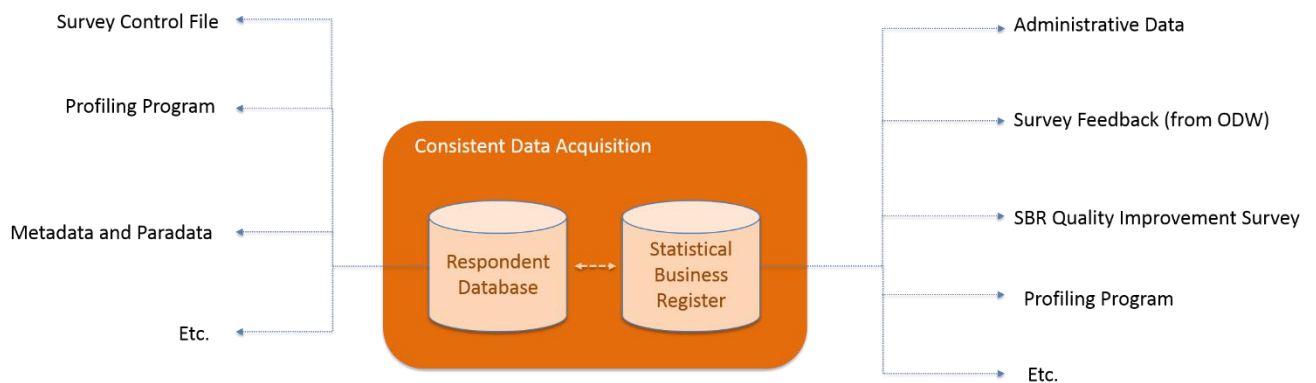 Survey Control File
Profiling Program
Metadata and Paradata
Etc.
Consistent Data Acquisition
Respondent
Database
Statistical
Business
Register
Administrative Data
Survey Feedback (from ODW)
SBR Quality Improvement Survey
Profiling Program
Etc.